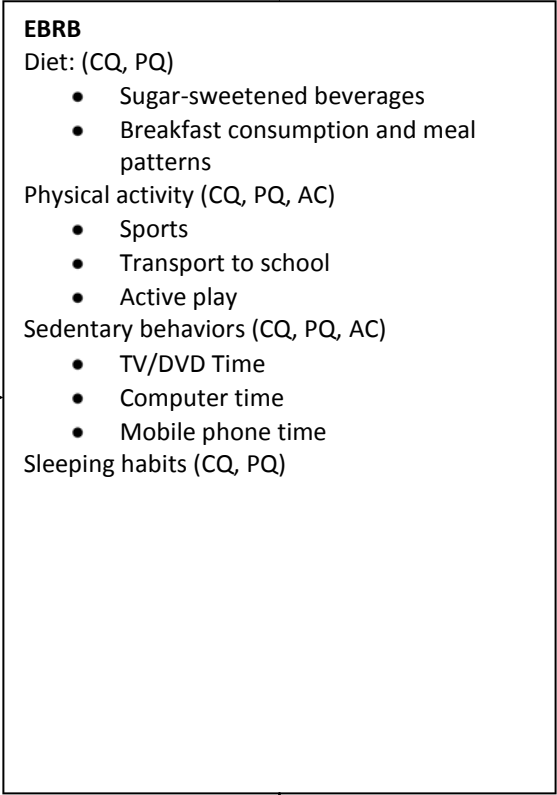 EBRB
Diet: (CQ, PQ)
• Sugar-sweetened beverages
• Breakfast consumption and meal
patterns
Physical activity (CQ, PQ, AC)
• Sports
• Transport to school
• Active play
Sedentary behaviors (CQ, PQ, AC)
• TV/DVD Time
• Computer time
• Mobile phone time
Sleeping habits (CQ, PQ)